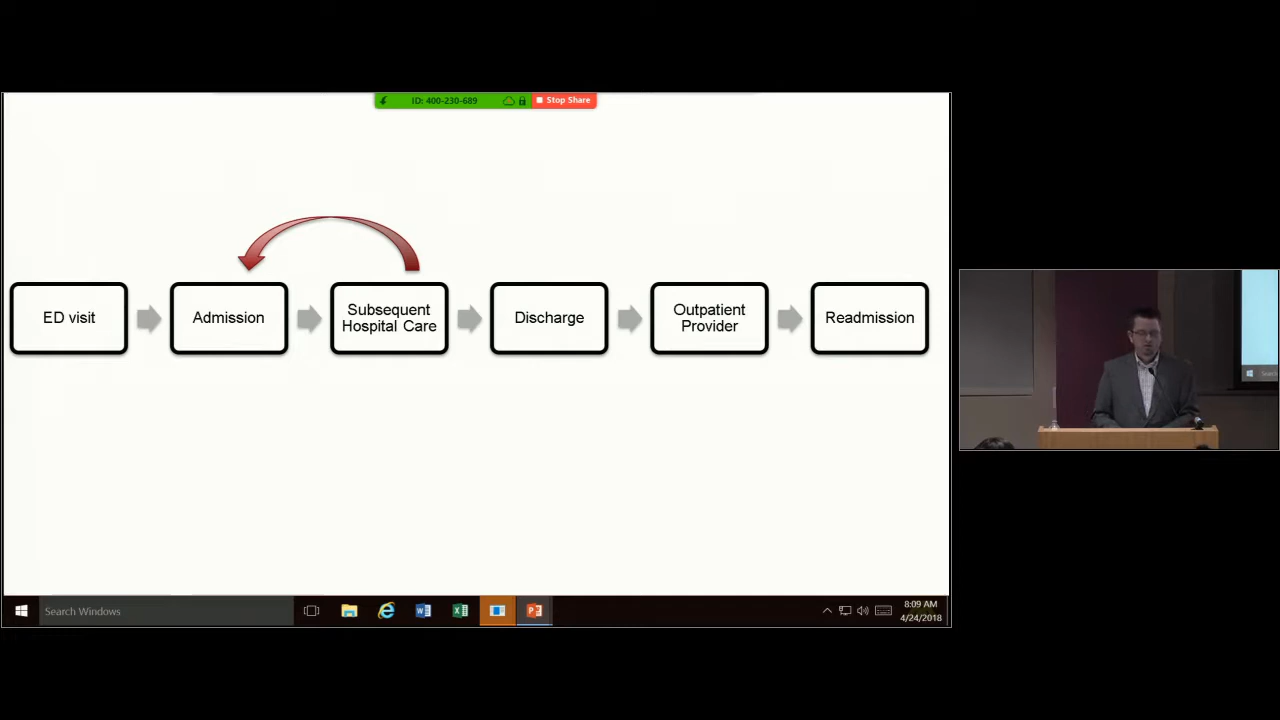 ID: 400-230-689
Stop Share
ED visit
Admission
Subsequent
Hospital Care
Discharge
Outpatient
Provider
Readmission
Search Windows
8:09 AM
4/24/2018